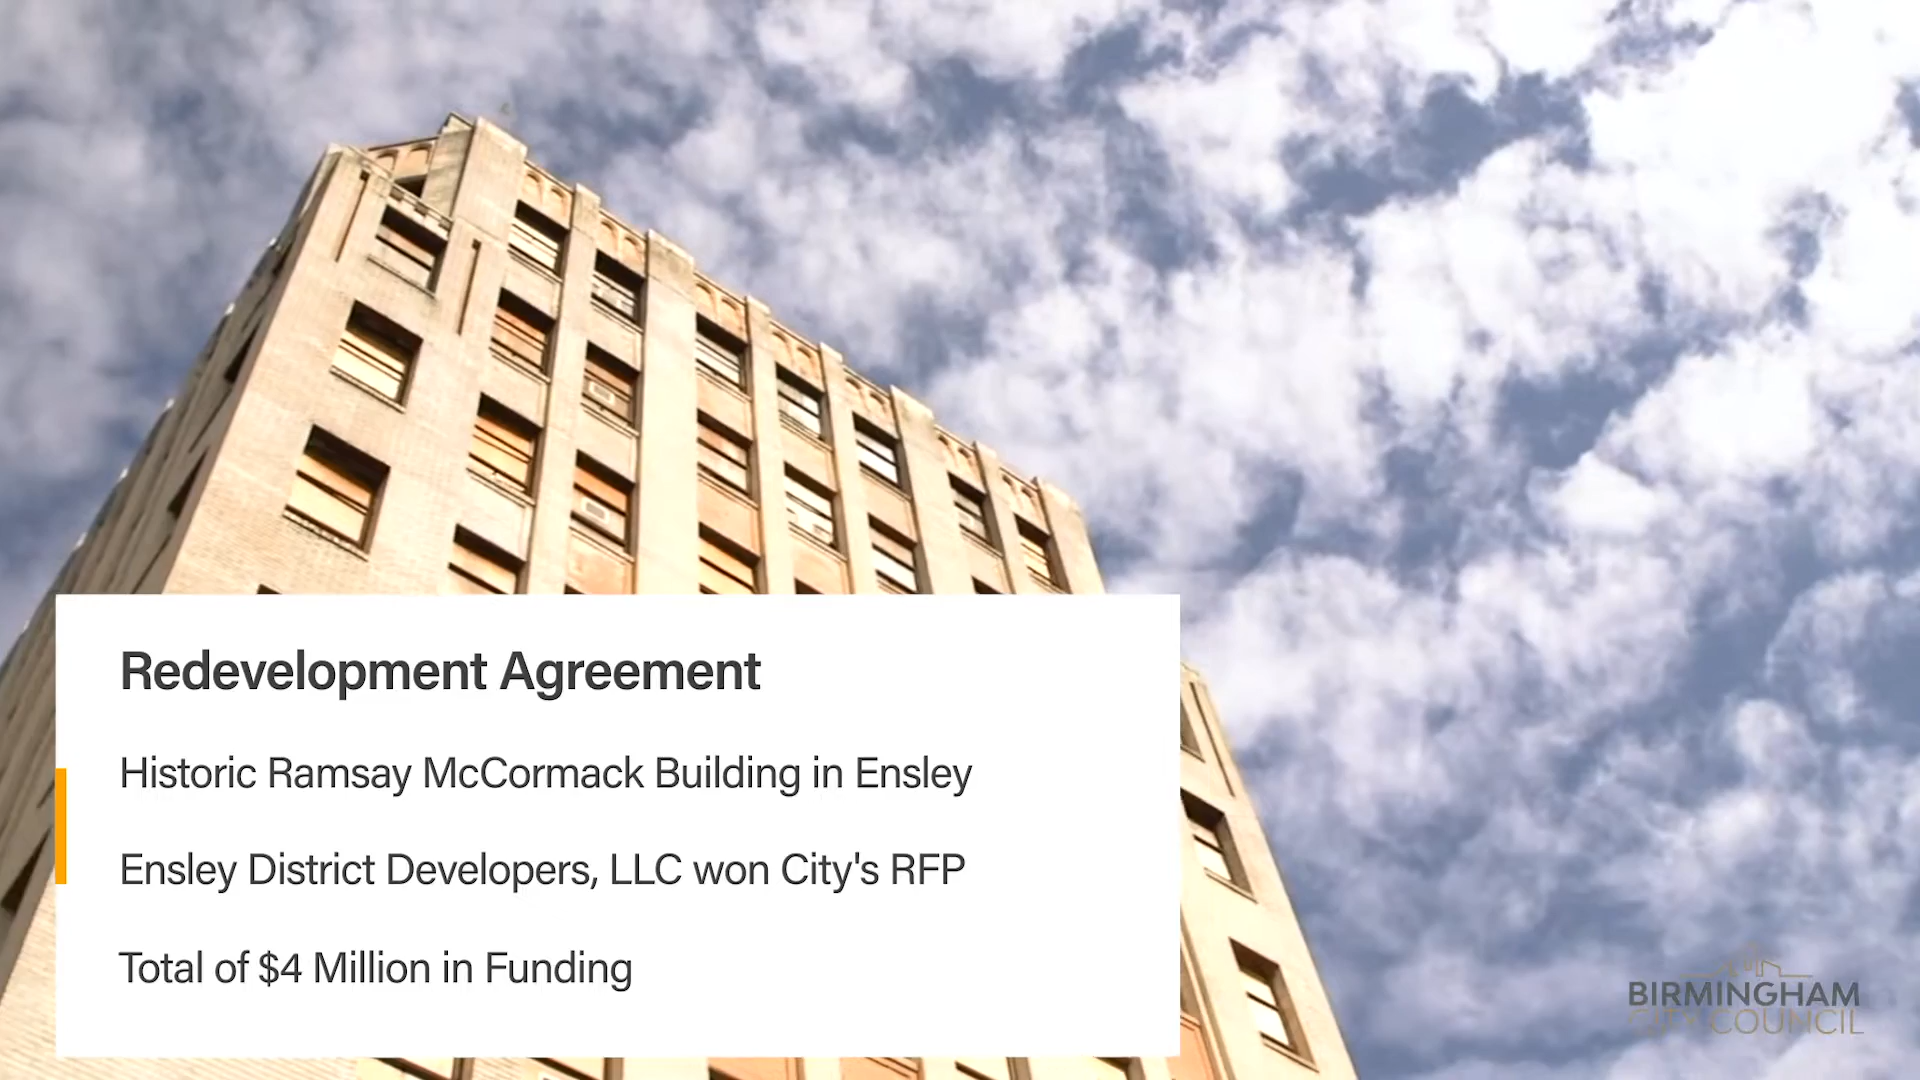 Redevelopment Agreement
Historic Ramsay McCormack Building in Ensley
Ensley District Developers, LLC won City's RFP
Total of $4 Million in Funding
BIRMINGHAM
CITY COUNCIL